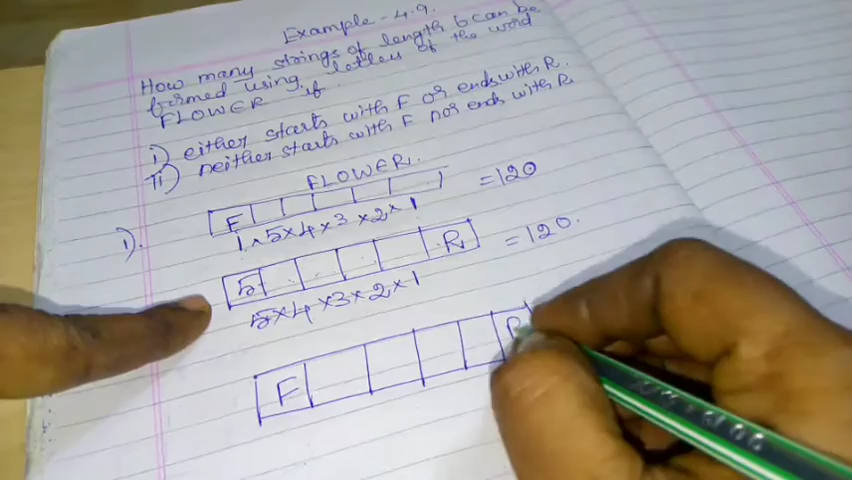 Example - 4.9.
How many strings of length 6 can be
formed using letters of the word
FLOWER if
i) either starts with F or ends with R.
ii) neither starts with F nor ends with R
FLOWER.
i). F = 120
1 × 5 × 4 × 3 × 2 × 1
5 R = 120.
5 × 4 × 3 × 2 × 1
F R